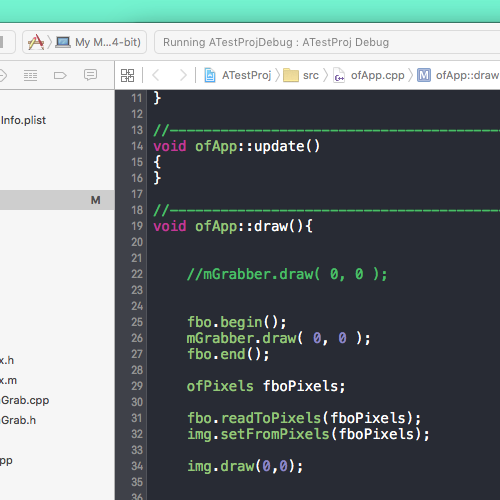 My M...4-bit)
Running ATestProjDebug : ATestProj Debug
ATestProj
src
ofApp.cpp
M
ofApp::draw
Info.plist
M
x.h
x.m
Grab.cpp
Grab.h
pp
11 }
12
13 //
14 void ofApp::update()
15 {
16 }
17
18 //
19 void ofApp::draw(){
20
21
22 //mGrabber.draw( 0, 0 );
23
24
25 fbo.begin();
26 mGrabber.draw( 0, 0 );
27 fbo.end();
28
29 ofPixels fboPixels;
30
31 fbo.readToPixels(fboPixels);
32 img.setFromPixels(fboPixels);
33
34 img.draw(0,0);
35
36